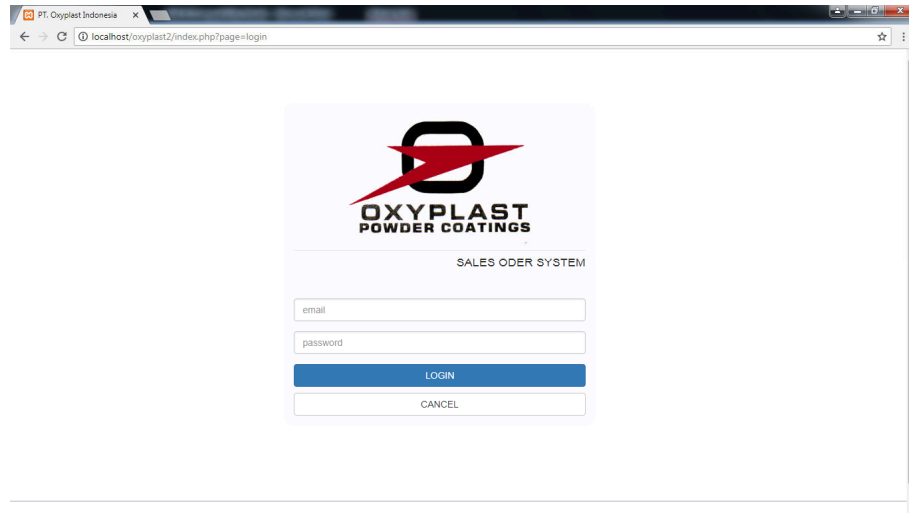 PT. Oxyplast Indonesia
localhost/oxyplast2/index.php?page=login
OXYPLAST
POWDER COATINGS
SALES ODER SYSTEM
email
password
LOGIN
CANCEL